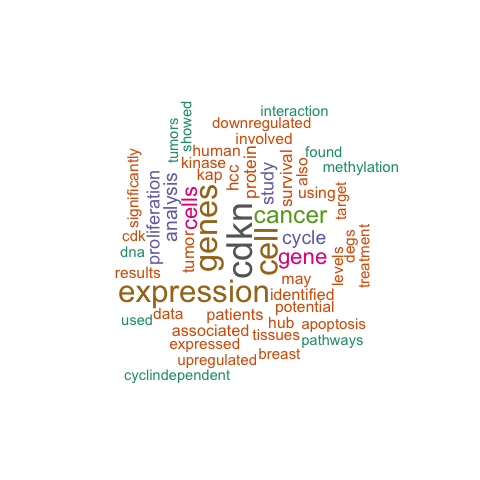 interaction
downregulated
showed
tumors
involved
human
found
kinase
methylation
significantly
kap
hcc
protein
study
survival
also
using
target
proliferation
analysis
cells
genes
cdkn
cancer
cdk
dna
tumor
cell
cycle
gene
levels
degs
treatment
results
may
expression
identified
potential
used
data
patients
hub
apoptosis
associated
tissues
pathways
expressed
breast
upregulated
cyclindependent